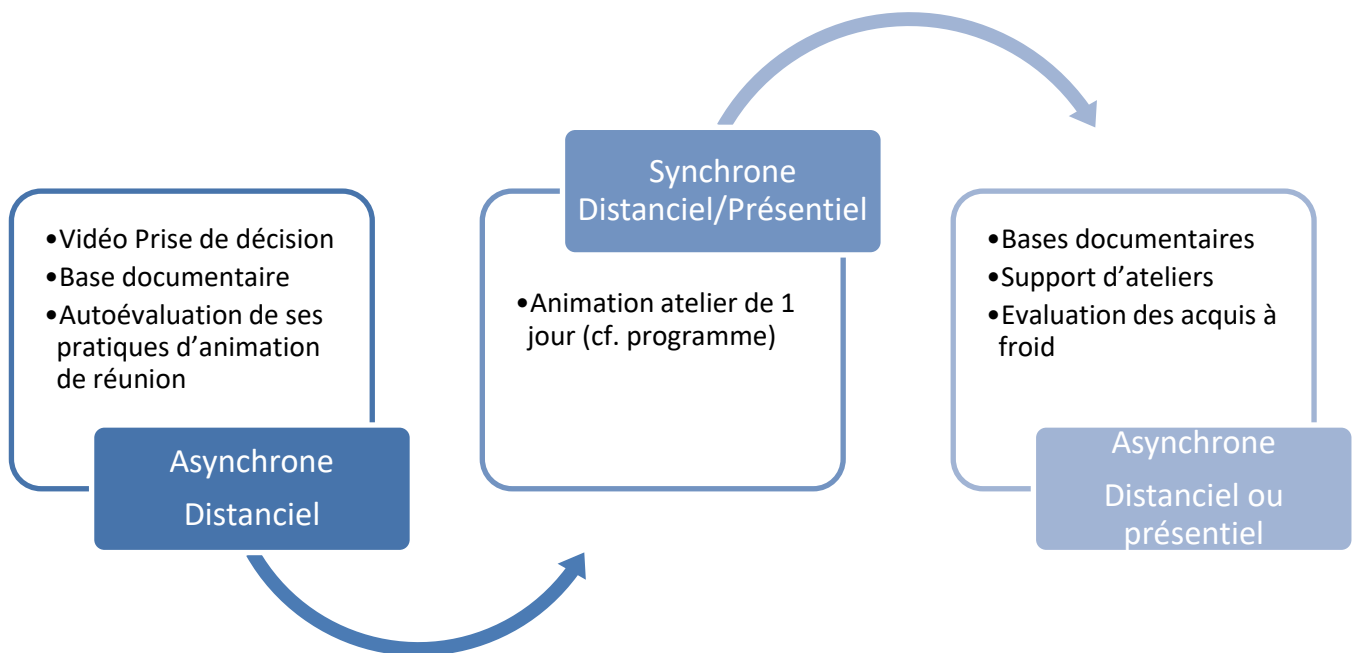 •Vidéo Prise de décision
•Base documentaire
•Autoévaluation de ses
pratiques d’animation
de réunion
Asynchrone
Distanciel
Synchrone
Distanciel/Présentiel
•Animation atelier de 1
jour (cf. programme)
•Bases documentaires
•Support d’ateliers
•Evaluation des acquis à
froid
Asynchrone
Distanciel ou
présentiel